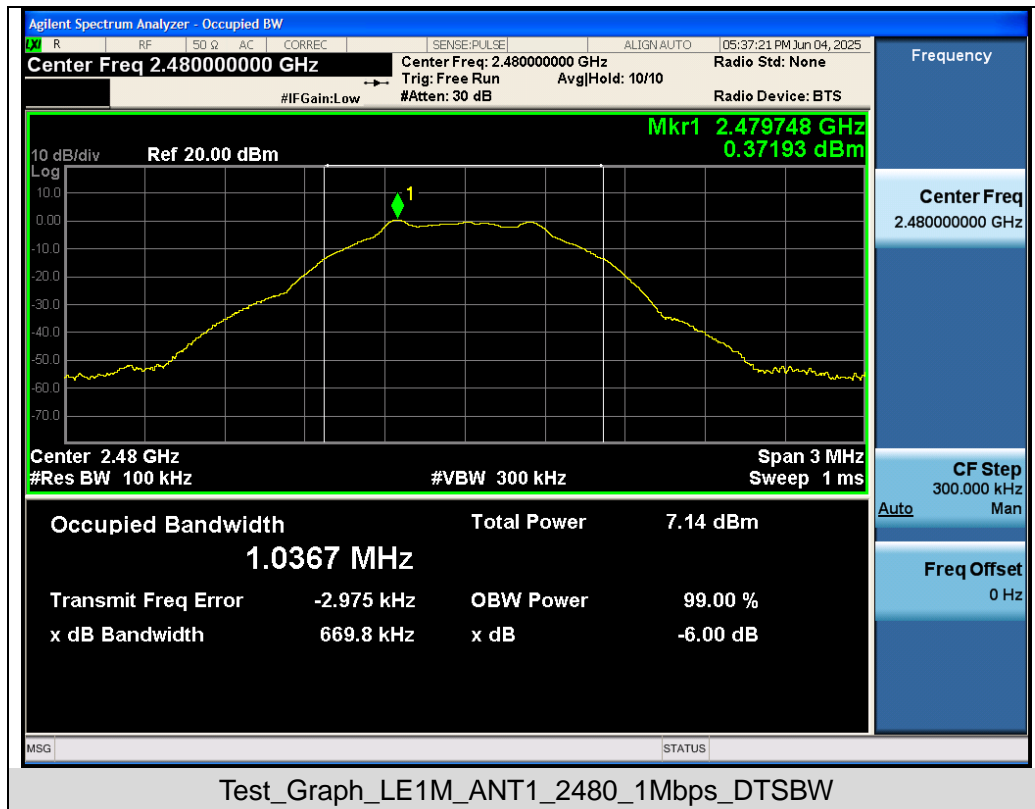 Agilent Spectrum Analyzer - Occupied BW
LXI R RF 50 Ω AC CORREC SENSE:PULSE ALIGN AUTO 05:37:21 PM Jun 04, 2025
Center Freq 2.480000000 GHz Center Freq: 2.480000000 GHz Radio Std: None
Trig: Free Run Avg|Hold: 10/10
#IFGain:Low #Atten: 30 dB Radio Device: BTS
Frequency
Mkr1 2.479748 GHz
10 dB/div Ref 20.00 dBm 0.37193 dBm
Log
10.0
1
0.00
-10.0
-20.0
-30.0
-40.0
-50.0
-60.0
-70.0
Center Freq
2.480000000 GHz
Center 2.48 GHz Span 3 MHz
#Res BW 100 kHz #VBW 300 kHz Sweep 1 ms
CF Step
300.000 kHz
Auto Man
Occupied Bandwidth Total Power 7.14 dBm
1.0367 MHz
Transmit Freq Error -2.975 kHz OBW Power 99.00 %
x dB Bandwidth 669.8 kHz x dB -6.00 dB
Freq Offset
0 Hz
MSG STATUS
Test_Graph_LE1M_ANT1_2480_1Mbps_DTSBW